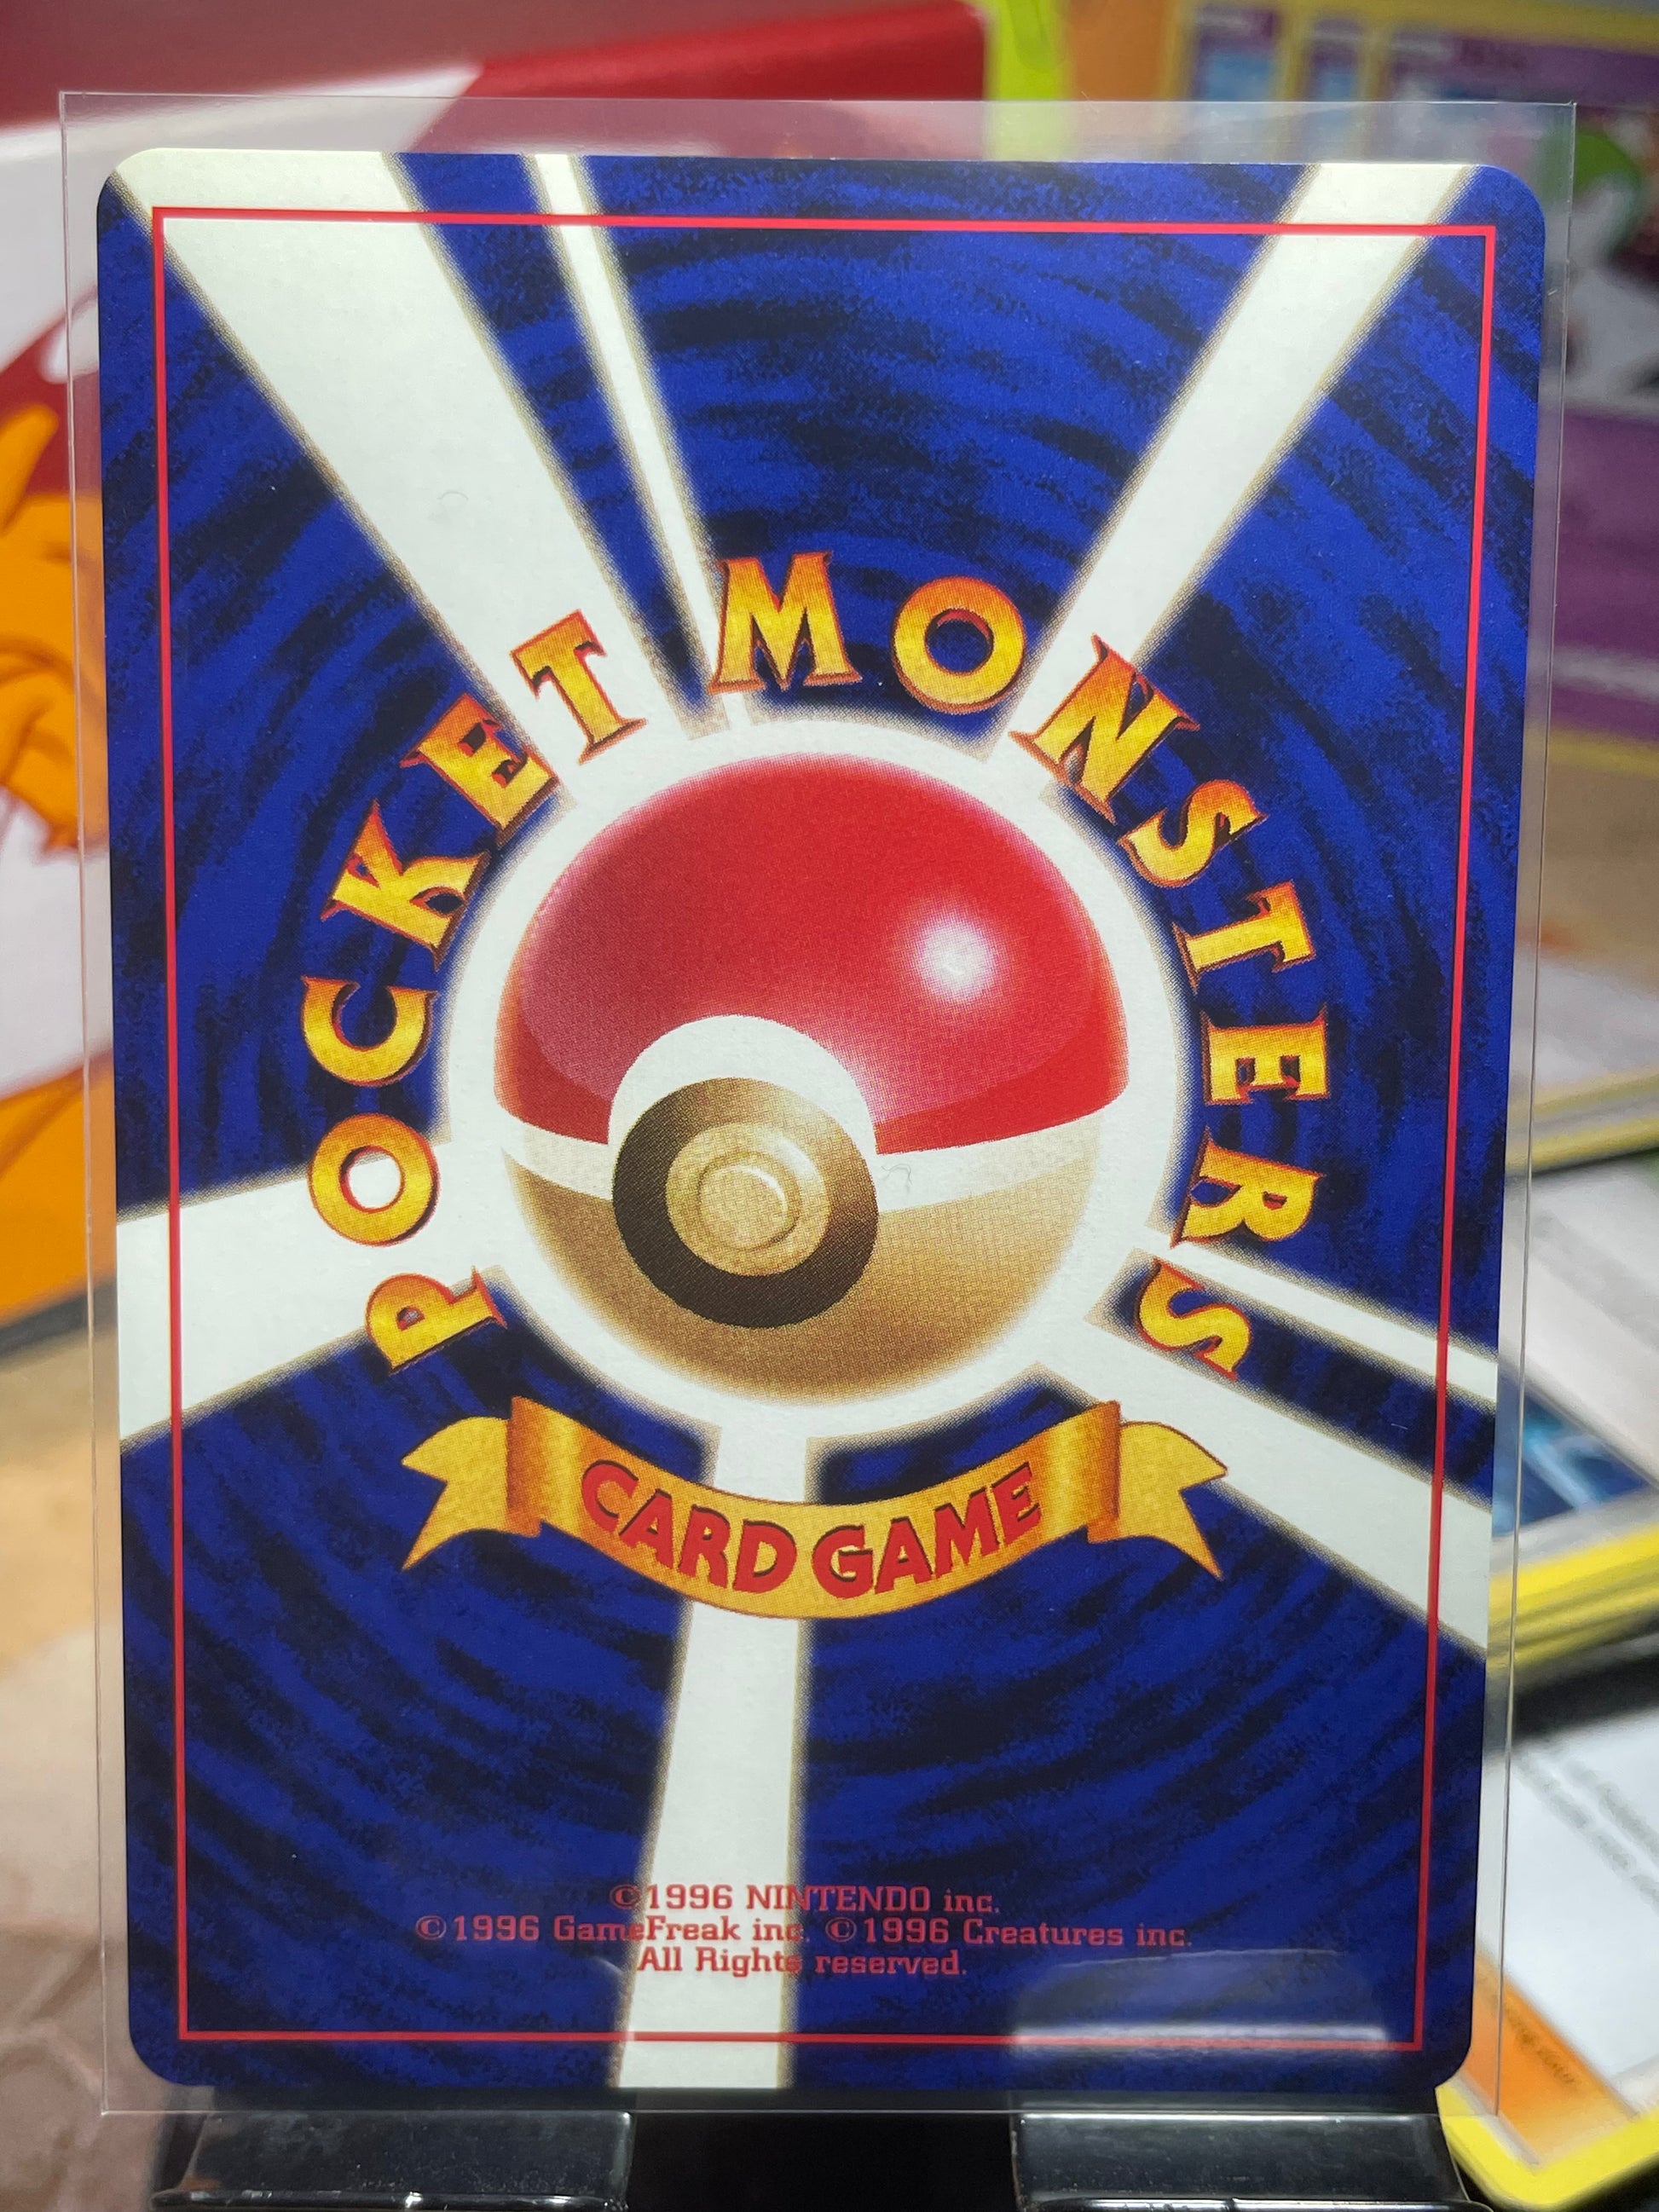 POCKET MONSTERS
CARD GAME
©1996 NINTENDO inc.
©1996 GameFreak inc. ©1996 Creatures inc.
All Rights reserved.